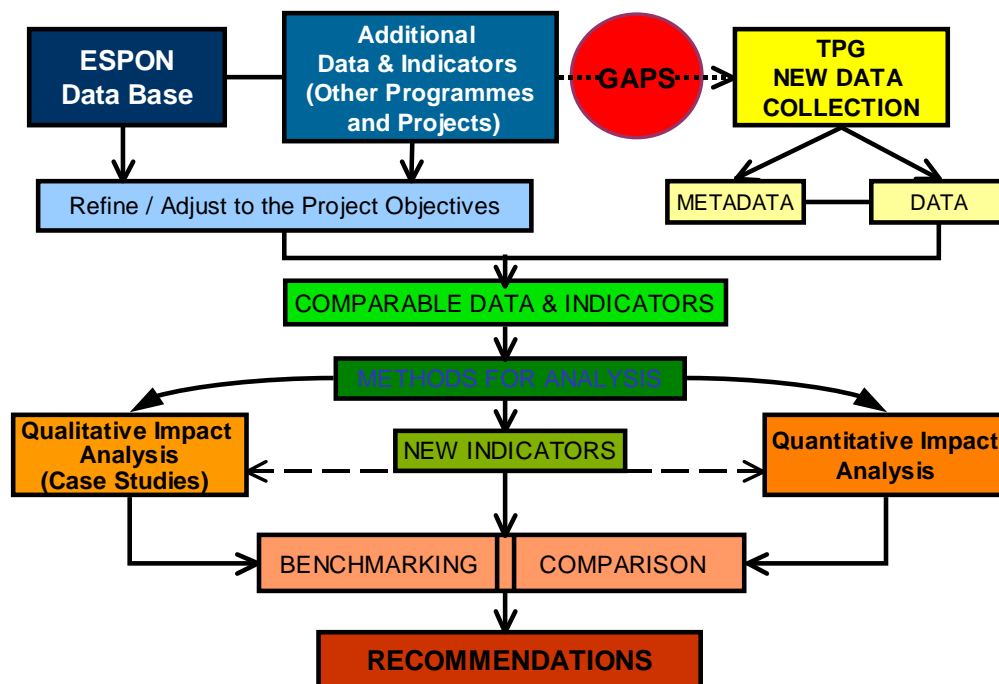 ESPON
Data Base
Additional
Data & Indicators
(Other Programmes
and Projects)
GAPS
TPG
NEW DATA
COLLECTION
Refine / Adjust to the Project Objectives
METADATA
DATA
COMPARABLE DATA & INDICATORS
METHODS FOR ANALYSIS
Qualitative Impact
Analysis
(Case Studies)
NEW INDICATORS
Quantitative Impact
Analysis
BENCHMARKING
COMPARISON
RECOMMENDATIONS